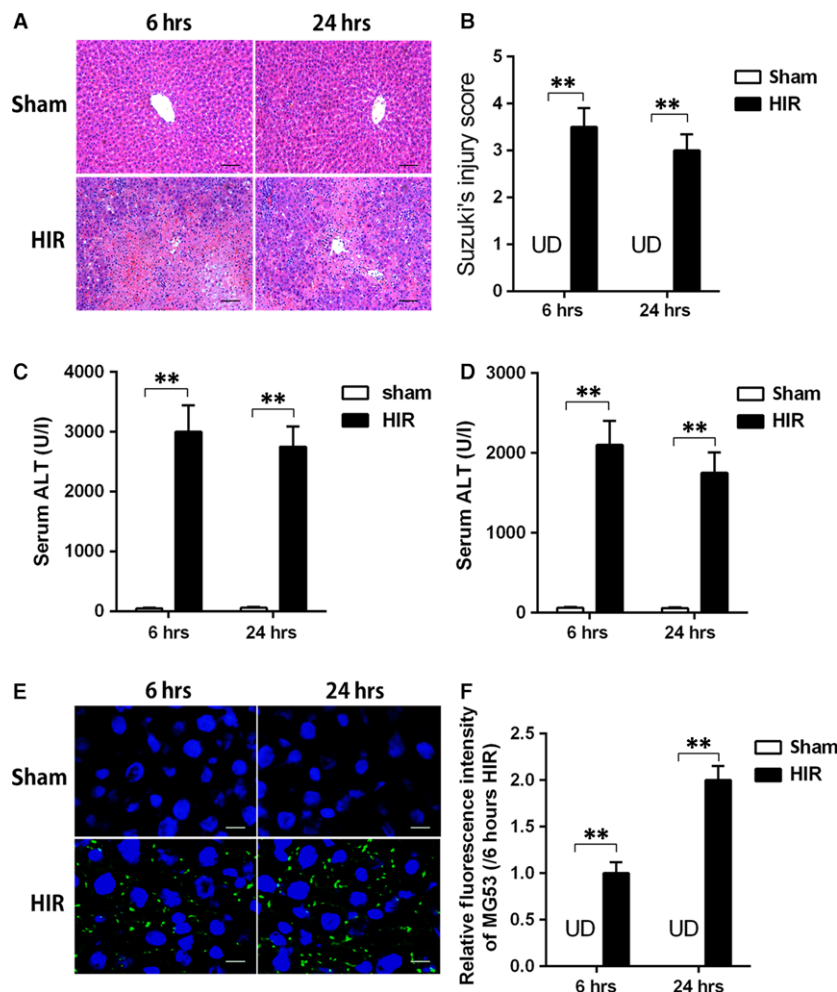 A
6 hrs
24 hrs
Sham
HIR
B
Suzuki's injury score
5
4
3
2
1
0
**
**
UD
UD
6 hrs
24 hrs
Sham
HIR
C
Serum ALT (U/l)
4000
3000
2000
1000
0
**
**
6 hrs
24 hrs
sham
HIR
D
Serum ALT (U/l)
3000
2000
1000
0
**
**
6 hrs
24 hrs
Sham
HIR
E
6 hrs
24 hrs
Sham
HIR
F
Relative fluorescence intensity
of MG53 (/6 hours HIR)
2.5
2.0
1.5
1.0
0.5
0.0
**
**
UD
UD
6 hrs
24 hrs
Sham
HIR